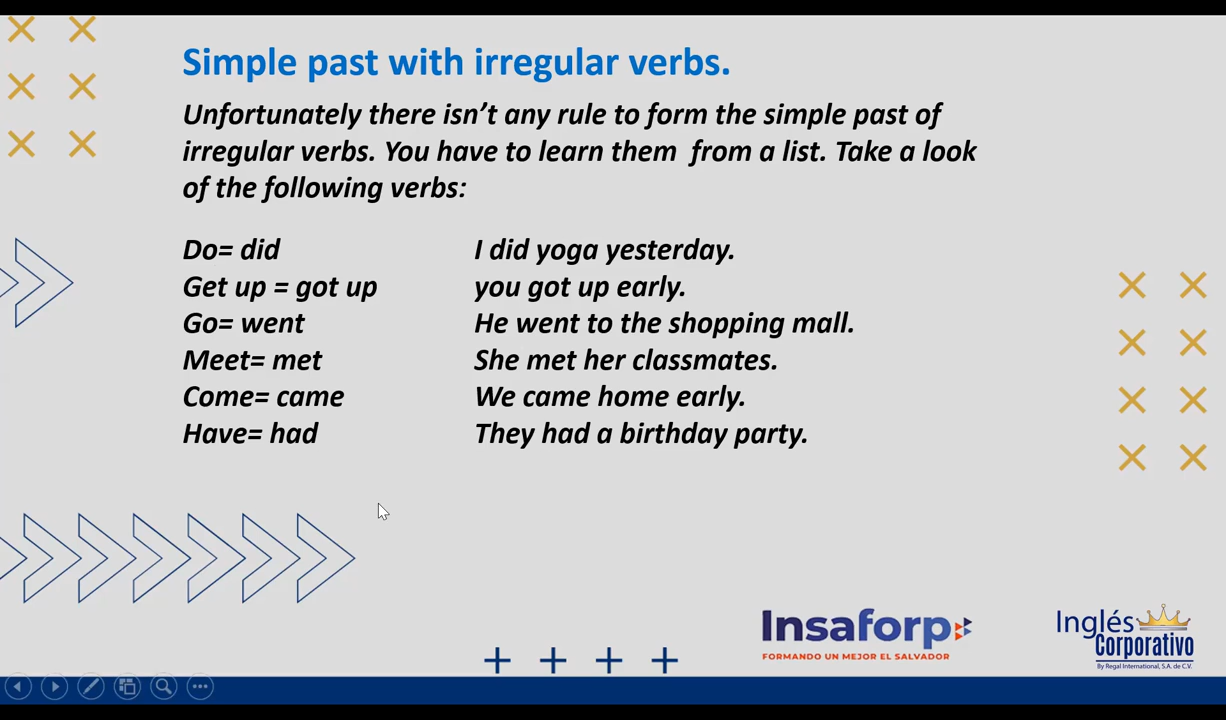 Simple past with irregular verbs.
Unfortunately there isn't any rule to form the simple past of
irregular verbs. You have to learn them from a list. Take a look
of the following verbs:
Do= did
I did yoga yesterday.
Get up = got up
you got up early.
Go= went
He went to the shopping mall.
Meet= met
She met her classmates.
Come= came
We came home early.
Have= had
They had a birthday party.
Insaforp
FORMANDO UN MEJOR EL SALVADOR
Inglés
Corporativo
By Regal International, S.A. de C.V.